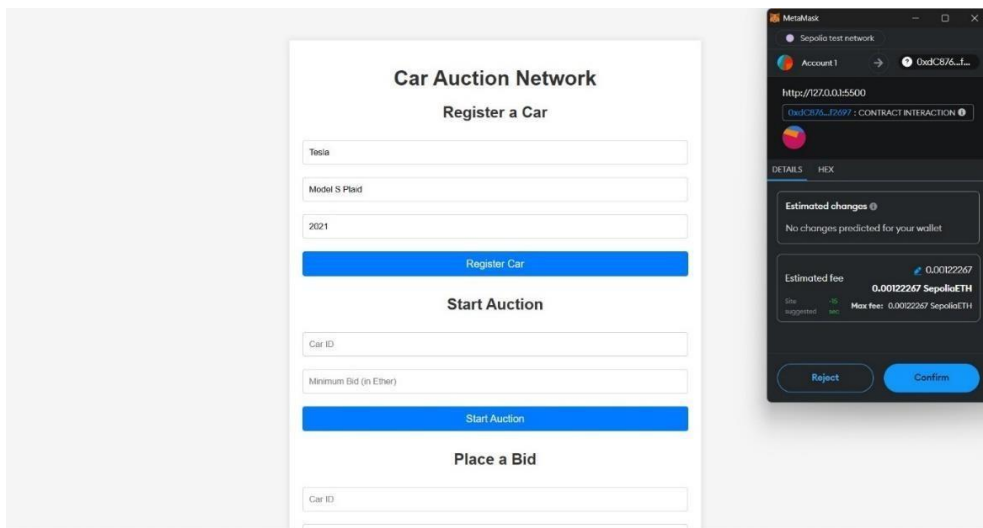 Car Auction Network
Register a Car
Tesla
Model S Plaid
2021
Register Car
Start Auction
Car ID
Minimum Bid (in Ether)
Start Auction
Place a Bid
Car ID
MetaMask
Sepolia test network
Account 1
0xdC876...f...
http://127.0.0.1:5500
0xdC876...f2697 : CONTRACT INTERACTION
DETAILS HEX
Estimated changes
No changes predicted for your wallet
Estimated fee
0.00122267
0.00122267 SepoliaETH
Site suggested
~15 sec
Max fee: 0.00122267 SepoliaETH
Reject
Confirm